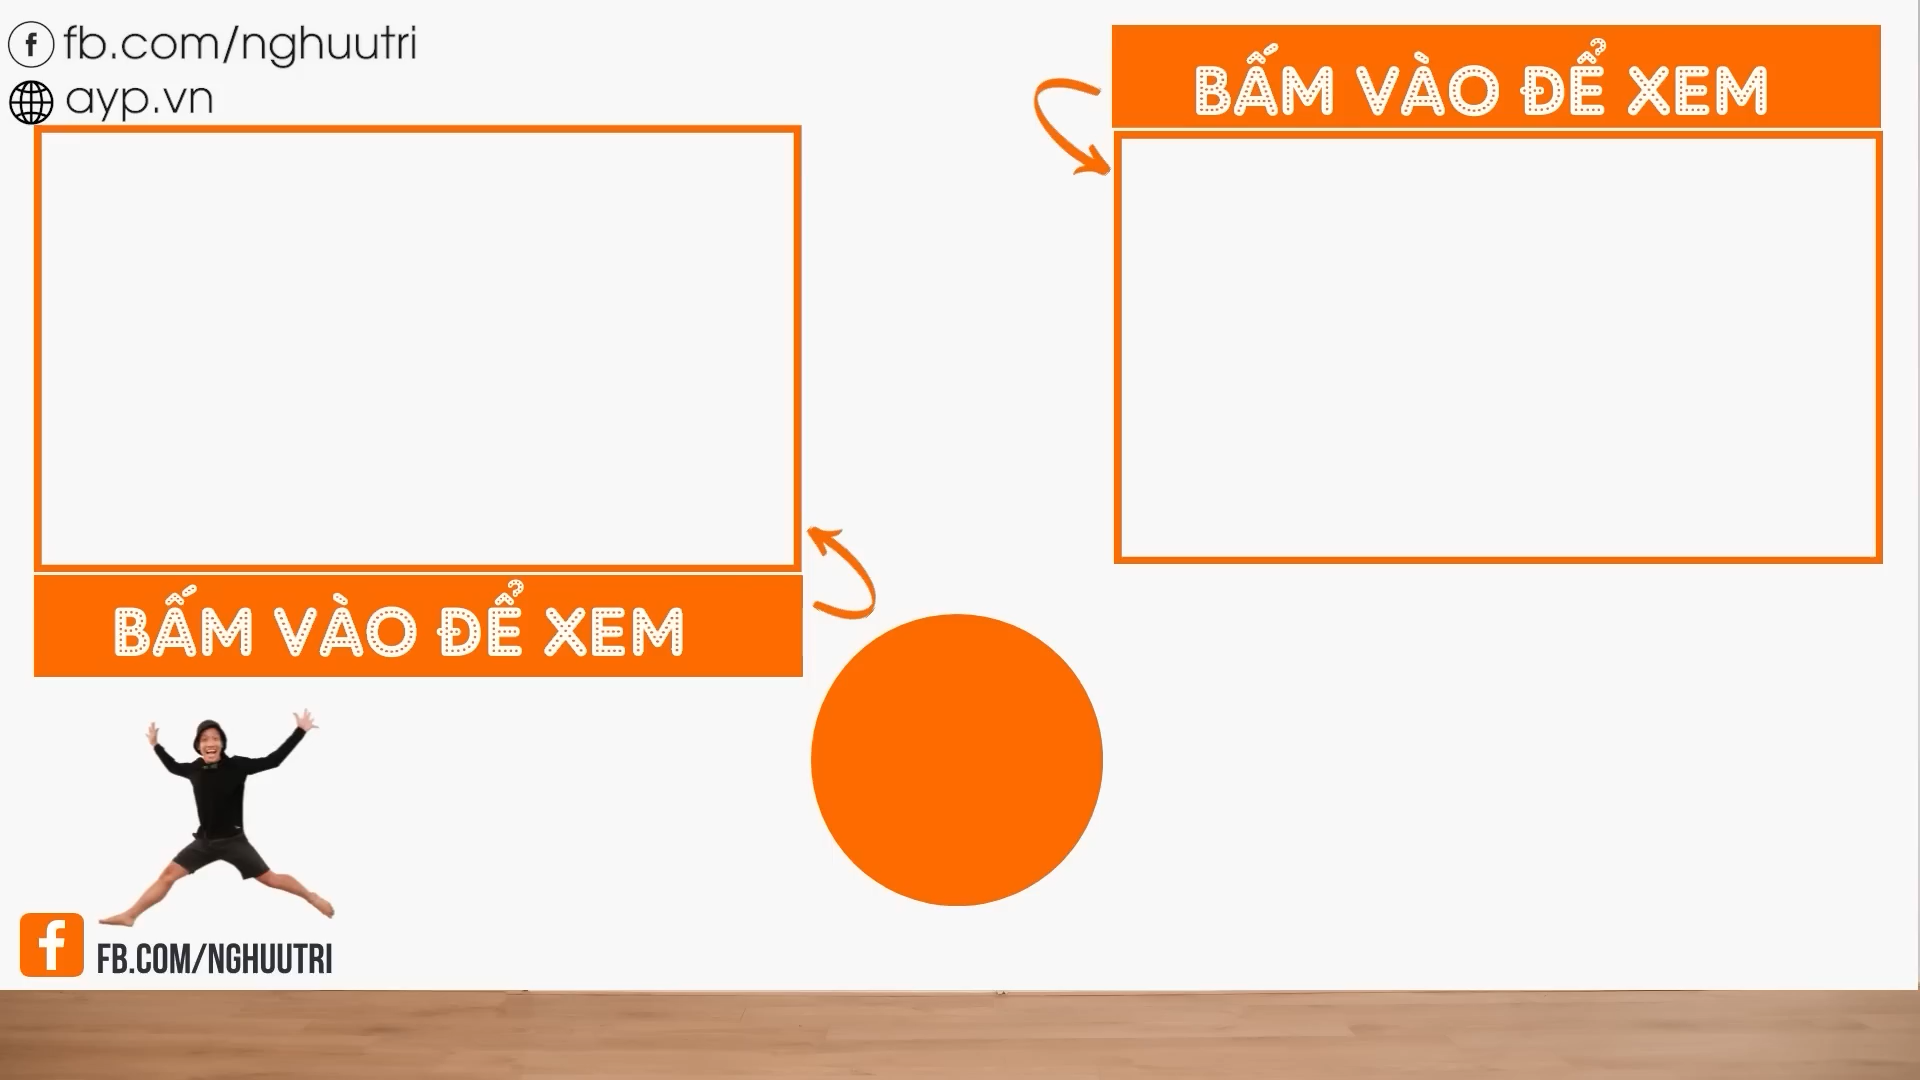 fb.com/nghuutri
ayp.vn
BẤM VÀO ĐỂ XEM
BẤM VÀO ĐỂ XEM
FB.COM/NGHUUTRI